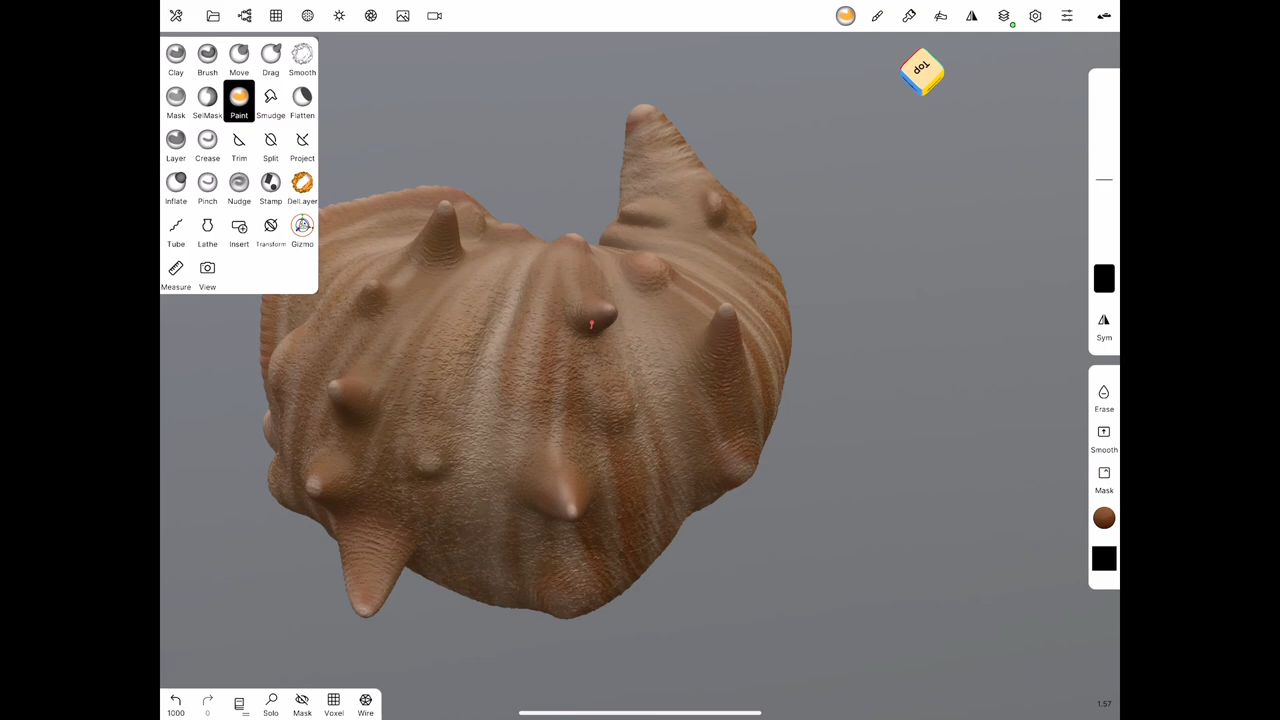 Top
Clay Brush Move Drag Smooth
Mask SelMask Paint Smudge Flatten
Layer Crease Trim Split Project
Inflate Pinch Nudge Stamp DelLayer
Tube Lathe Insert Transform Gizmo
Measure View
Sym
Erase
Smooth
Mask
1000 0 Solo Mask Voxel Wire
1.57